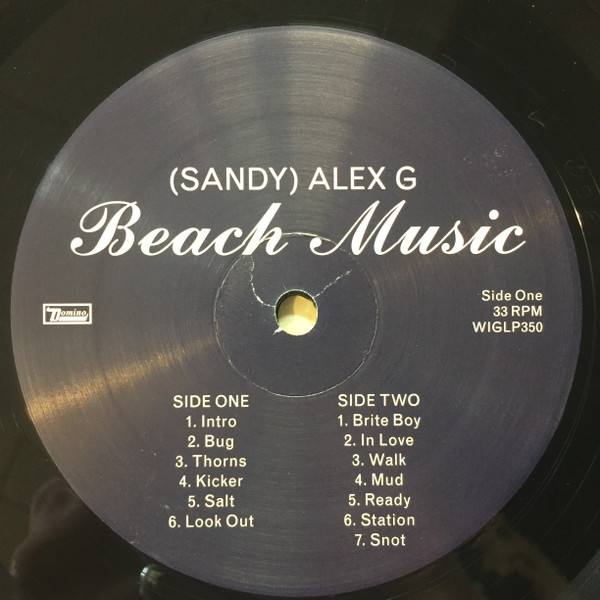 (SANDY) ALEX G
Beach Music
Domino
Side One
33 RPM
WIGLP350
SIDE ONE
1. Intro
2. Bug
3. Thorns
4. Kicker
5. Salt
6. Look Out
SIDE TWO
1. Brite Boy
2. In Love
3. Walk
4. Mud
5. Ready
6. Station
7. Snot